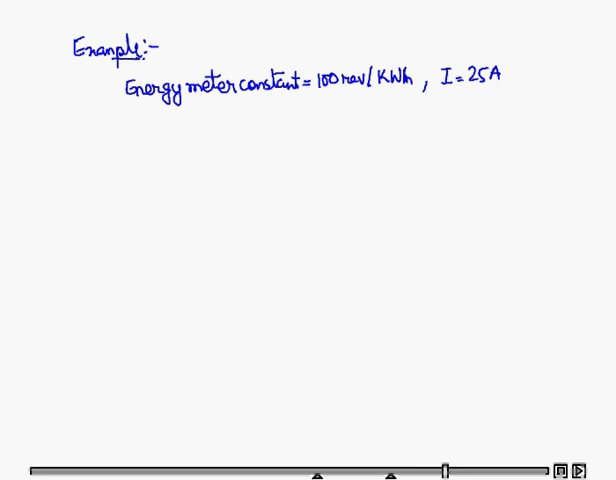 Example:-
Energy meter constant = 100 rev/KWh, I = 25A